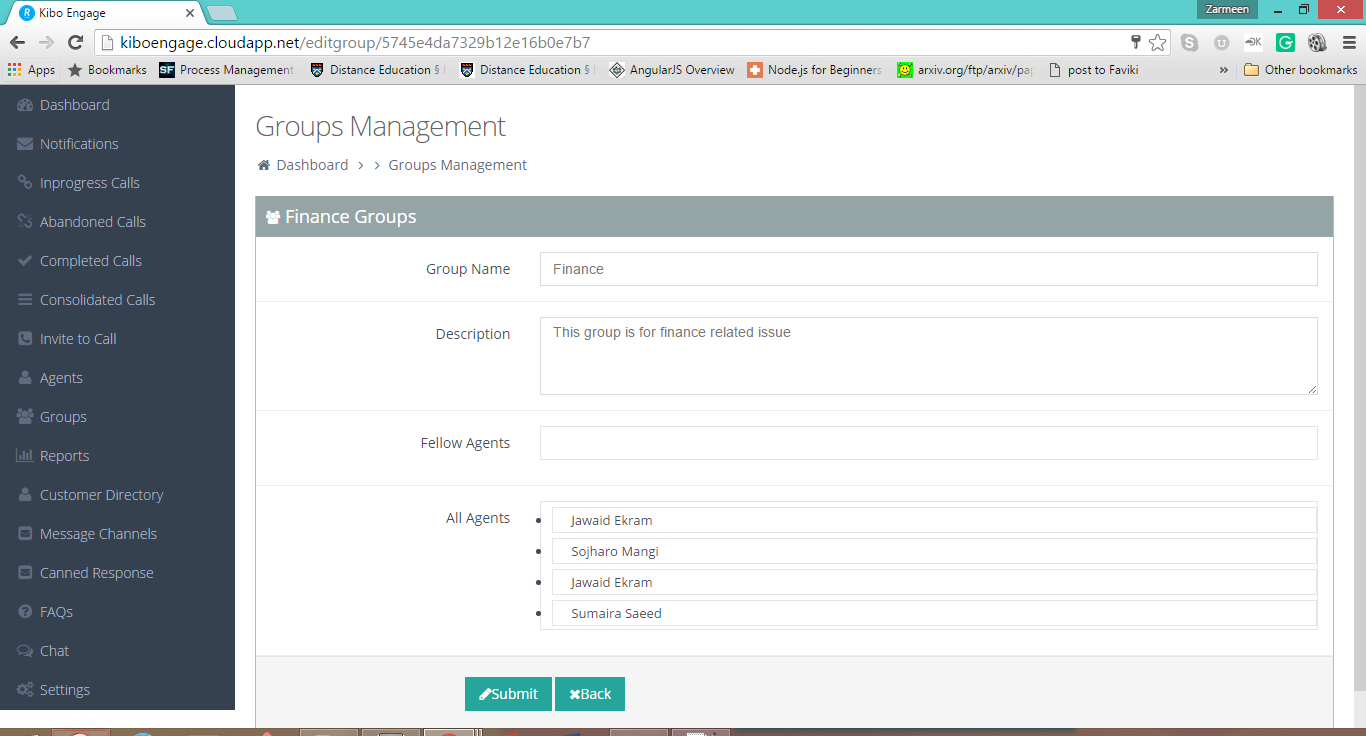 Kibo Engage
Zarmeen
kiboengage.cloudapp.net/editgroup/5745e4da7329b12e16b0e7b7
Apps Bookmarks SF Process Management Distance Education § Distance Education § AngularJS Overview Node.js for Beginners arxiv.org/ftp/arxiv/pap post to Faviki » Other bookmarks
Dashboard
Notifications
Inprogress Calls
Abandoned Calls
Completed Calls
Consolidated Calls
Invite to Call
Agents
Groups
Reports
Customer Directory
Message Channels
Canned Response
FAQs
Chat
Settings
Groups Management
Dashboard > > Groups Management
Finance Groups
Group Name Finance
Description This group is for finance related issue
Fellow Agents
All Agents
Jawaid Ekram
Sojharo Mangi
Jawaid Ekram
Sumaira Saeed
Submit Back